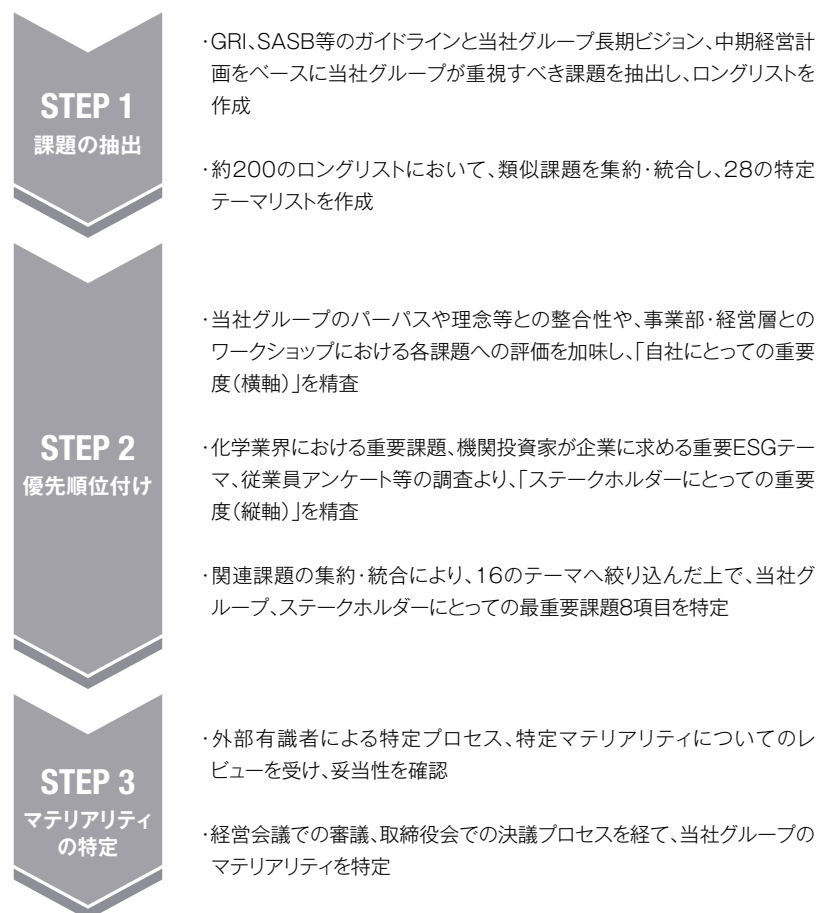 STEP 1
課題の抽出
・GRI、SASB等のガイドラインと当社グループ長期ビジョン、中期経営計
画をベースに当社グループが重視すべき課題を抽出し、ロングリストを
作成
・約200のロングリストにおいて、類似課題を集約・統合し、28の特定
テーマリストを作成
STEP 2
優先順位付け
・当社グループのパーパスや理念等との整合性や、事業部・経営層との
ワークショップにおける各課題への評価を加味し、「自社にとっての重要
度（横軸）」を精査
・化学業界における重要課題、機関投資家が企業に求める重要ESGテー
マ、従業員アンケート等の調査より、「ステークホルダーにとっての重要
度（縦軸）」を精査
・関連課題の集約・統合により、16のテーマへ絞り込んだ上で、当社グ
ループ、ステークホルダーにとっての最重要課題8項目を特定
STEP 3
マテリアリティ
の特定
・外部有識者による特定プロセス、特定マテリアリティについてのレ
ビューを受け、妥当性を確認
・経営会議での審議、取締役会での決議プロセスを経て、当社グループの
マテリアリティを特定